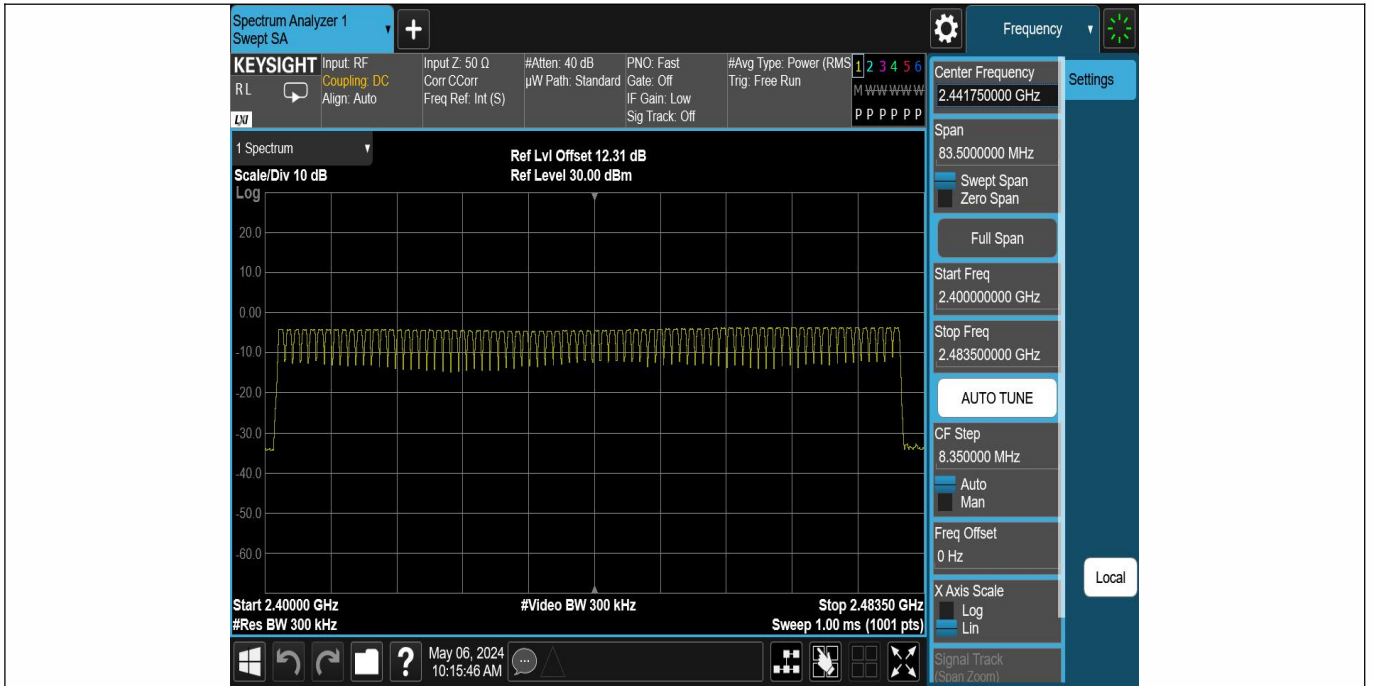 Spectrum Analyzer 1
Swept SA
+
Frequency
KEYSIGHT
RL
LXI
Input: RF
Coupling: DC
Align: Auto
Input Z: 50 Ω
Corr CCorr
Freq Ref: Int (S)
#Atten: 40 dB
µW Path: Standard
PNO: Fast
Gate: Off
IF Gain: Low
Sig Track: Off
#Avg Type: Power (RMS
Trig: Free Run
1 2 3 4 5 6
M W W W W W
P P P P P P
1 Spectrum
Scale/Div 10 dB
Ref Lvl Offset 12.31 dB
Ref Level 30.00 dBm
Log
20.0
10.0
0.00
-10.0
-20.0
-30.0
-40.0
-50.0
-60.0
Start 2.40000 GHz
#Res BW 300 kHz
#Video BW 300 kHz
Stop 2.48350 GHz
Sweep 1.00 ms (1001 pts)
?
May 06, 2024
10:15:46 AM
Center Frequency
2.441750000 GHz
Settings
Span
83.5000000 MHz
Swept Span
Zero Span
Full Span
Start Freq
2.400000000 GHz
Stop Freq
2.483500000 GHz
AUTO TUNE
CF Step
8.350000 MHz
Auto
Man
Freq Offset
0 Hz
X Axis Scale
Log
Lin
Signal Track
(Span Zoom)
Local